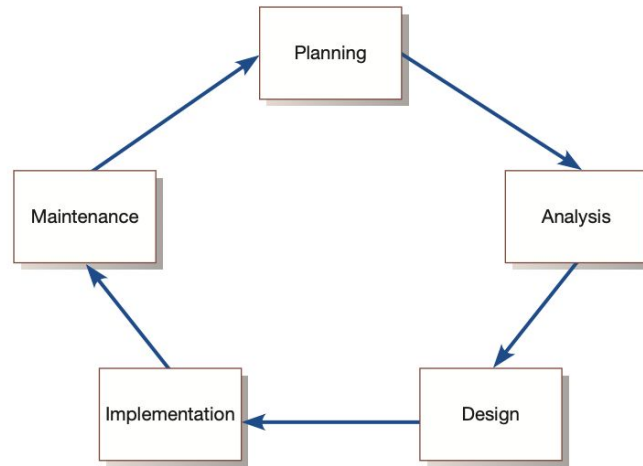 Planning
Analysis
Design
Implementation
Maintenance